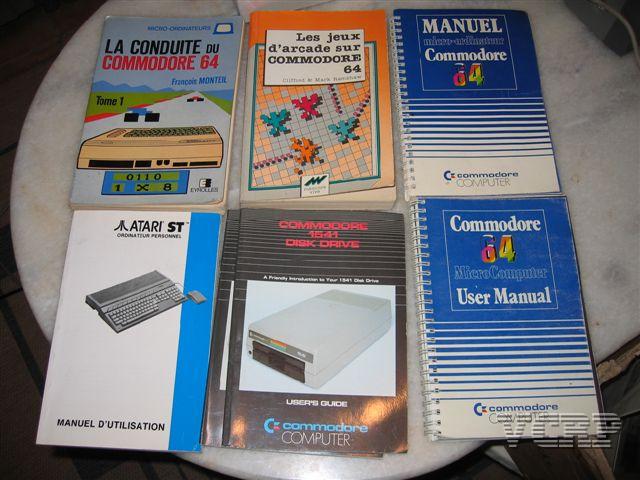 MICRO-ORDINATEURS
LA CONDUITE DU
COMMODORE 64
François MONTEIL
Tome 1
0110
1 X 8
EYROLLES
Les jeux
d'arcade sur
COMMODORE
64
Clifford & Mark Ramshaw
MANUEL
micro-ordinateur
Commodore
64
commodore
COMPUTER
ATARI ST
ORDINATEUR PERSONNEL
MANUEL D'UTILISATION
COMMODORE
1541
DISK DRIVE
A Friendly Introduction to Your 1541 Disk Drive
USER'S GUIDE
commodore
COMPUTER
Commodore
64
MicroComputer
User Manual
commodore
COMPUTER
VCRP